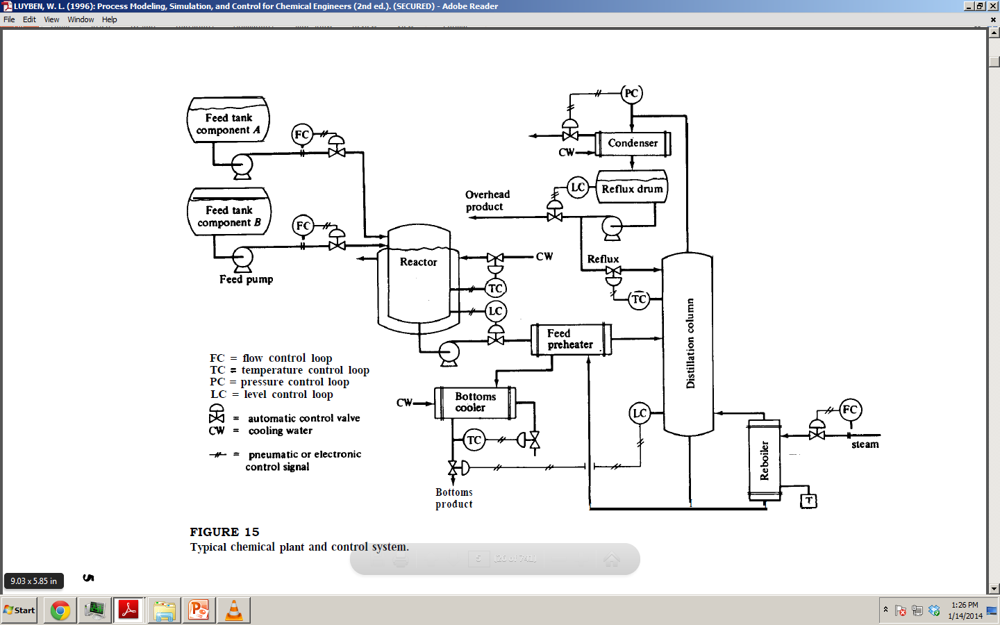 LUYBEN, W. L. (1996): Process Modeling, Simulation, and Control for Chemical Engineers (2nd ed.). (SECURED) - Adobe Reader
File Edit View Window Help
Feed tank
component A
FC
Feed tank
component B
FC
Feed pump
PC
Condenser
CW
LC
Reflux drum
Overhead
product
Reactor
CW
TC
LC
Reflux
TC
Distillation column
Feed
preheater
Bottoms
cooler
CW
TC
LC
Bottoms
product
Reboiler
FC
steam
T
FC = flow control loop
TC = temperature control loop
PC = pressure control loop
LC = level control loop
= automatic control valve
CW = cooling water
= pneumatic or electronic
control signal
FIGURE 15
Typical chemical plant and control system.
5 (26 of 741)
9.03 x 5.85 in
5
Start
1:26 PM
1/14/2014